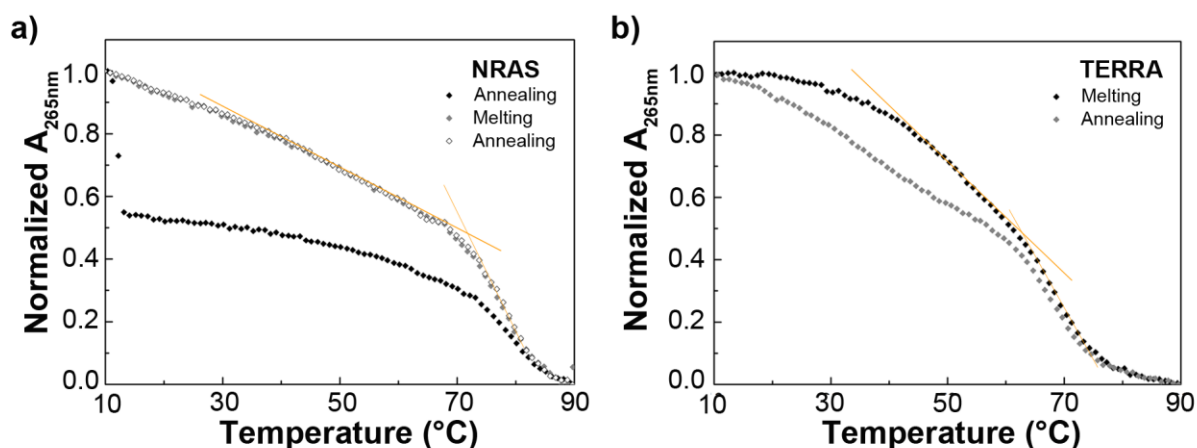 a)
NRAS
Annealing
Melting
Annealing
Normalized A265nm
1.0
0.8
0.6
0.4
0.2
0.0
10 30 50 70 90
Temperature (°C)
b)
TERRA
Melting
Annealing
Normalized A265nm
1.0
0.8
0.6
0.4
0.2
0.0
10 30 50 70 90
Temperature (°C)